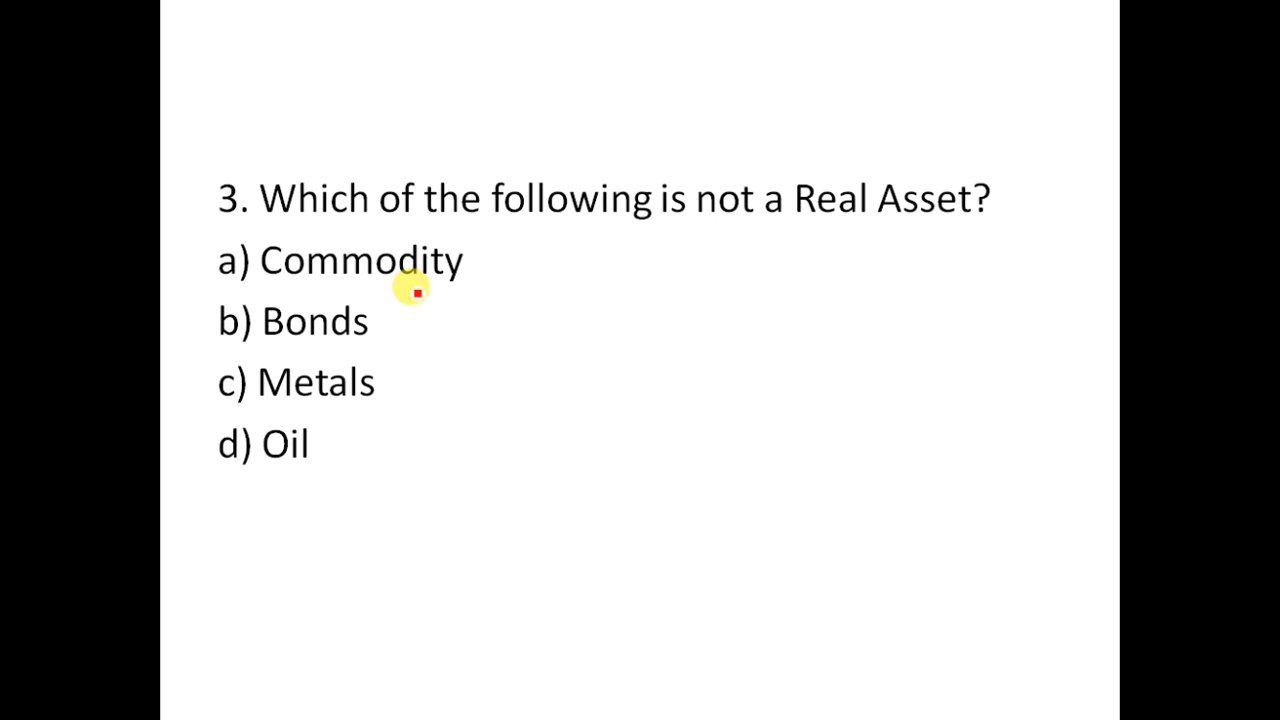 3. Which of the following is not a Real Asset?
a) Commodity
b) Bonds
c) Metals
d) Oil